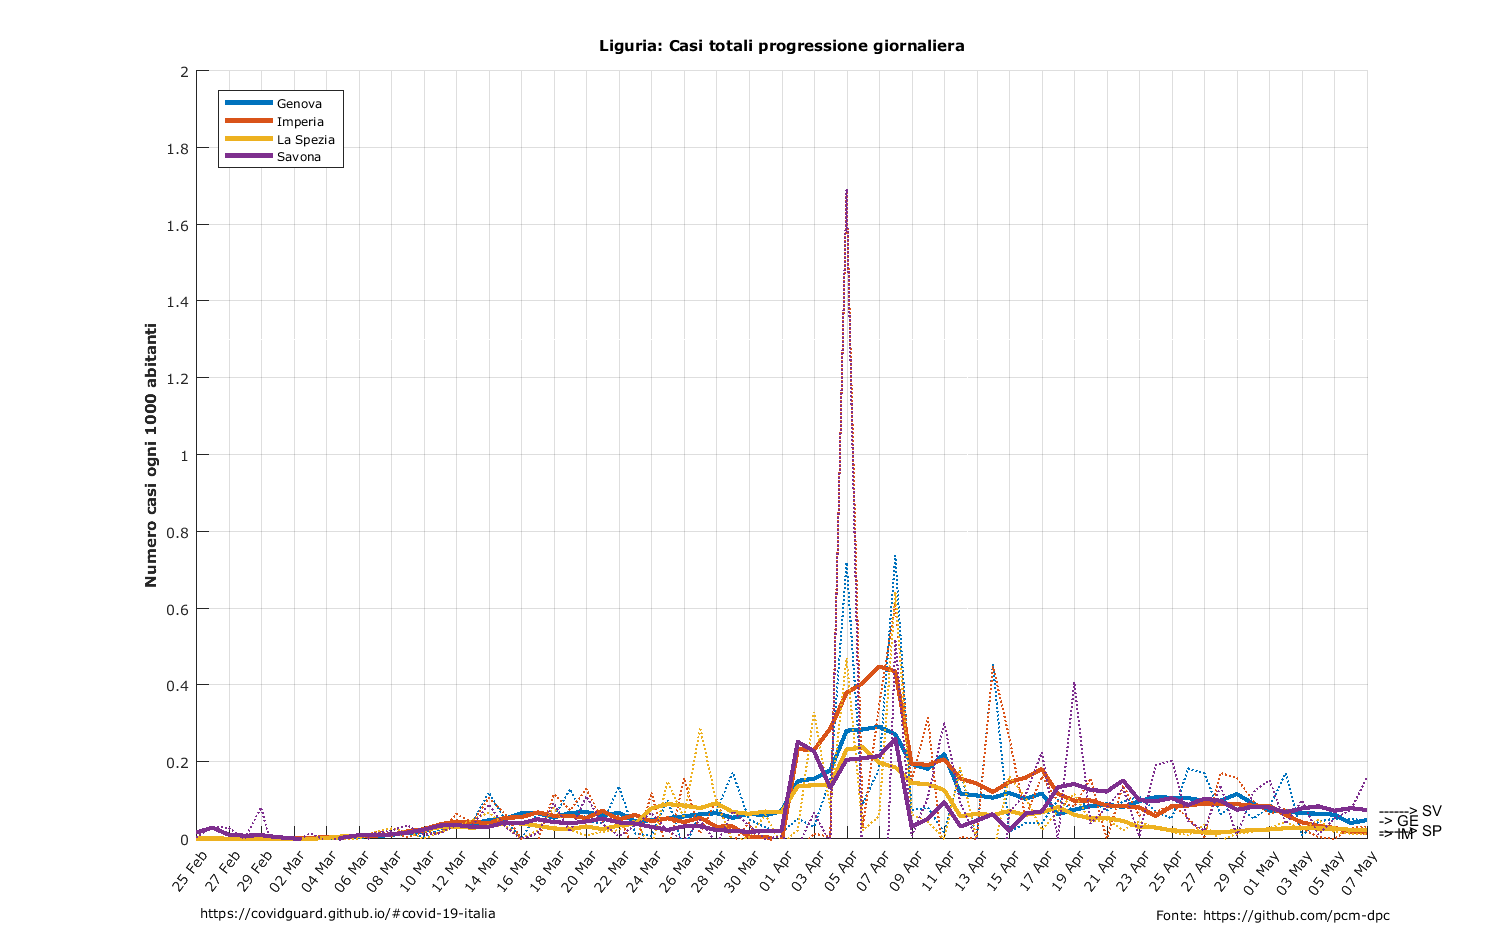 Liguria: Casi totali progressione giornaliera
Numero casi ogni 1000 abitanti
2
1.8
1.6
1.4
1.2
1
0.8
0.6
0.4
0.2
0
Genova
Imperia
La Spezia
Savona
-----> SV
-> GE
-----> SP
-> IM
25 Feb
27 Feb
29 Feb
02 Mar
04 Mar
06 Mar
08 Mar
10 Mar
12 Mar
14 Mar
16 Mar
18 Mar
20 Mar
22 Mar
24 Mar
26 Mar
28 Mar
30 Mar
01 Apr
03 Apr
05 Apr
07 Apr
09 Apr
11 Apr
13 Apr
15 Apr
17 Apr
19 Apr
21 Apr
23 Apr
25 Apr
27 Apr
29 Apr
01 May
03 May
05 May
07 May
https://covidguard.github.io/#covid-19-italia
Fonte: https://github.com/pcm-dpc